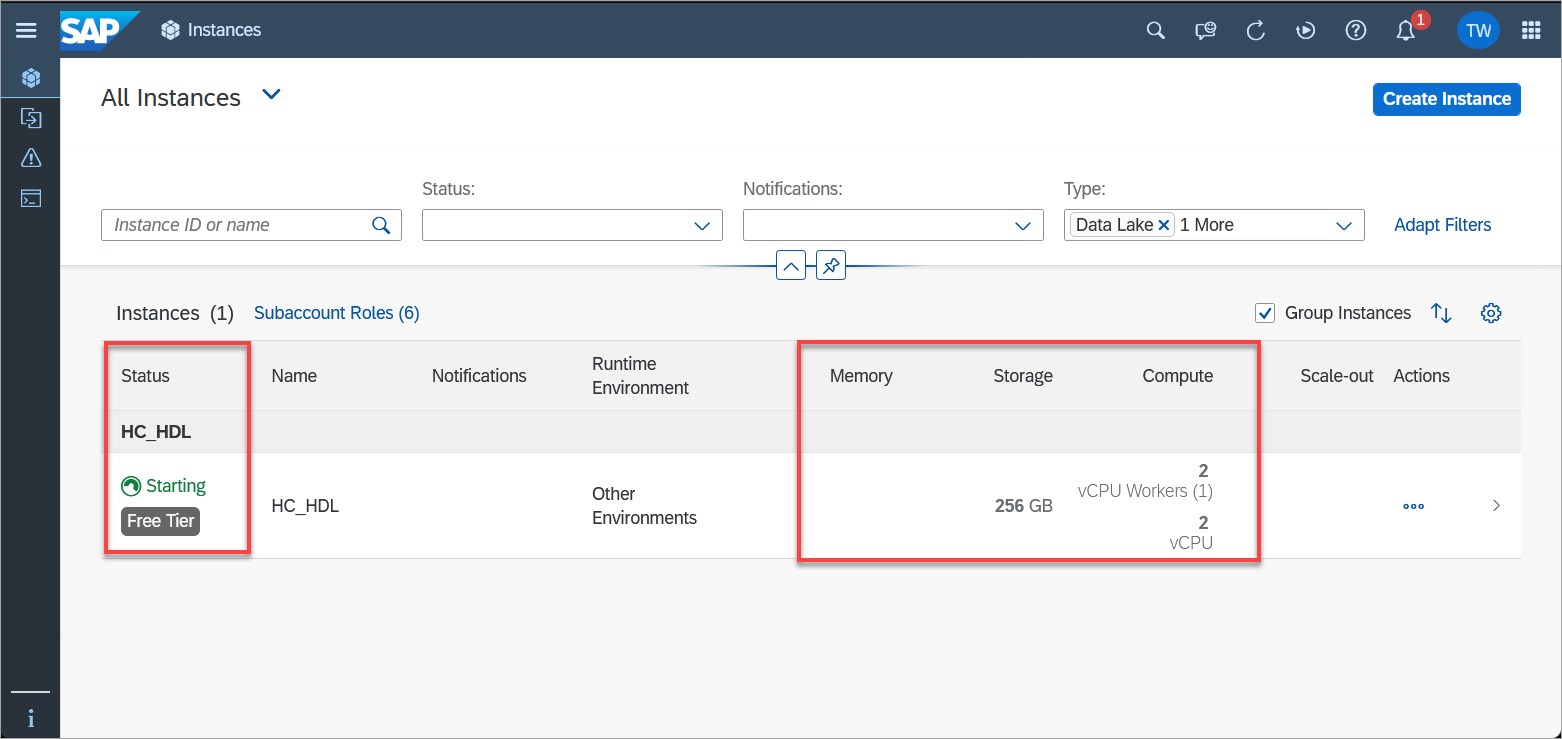 SAP Instances 1 TW
All Instances
Create Instance
Status: Notifications: Type:
Instance ID or name Data Lake 1 More Adapt Filters
Instances (1) Subaccount Roles (6) Group Instances
Status Name Notifications Runtime Environment Memory Storage Compute Scale-out Actions
HC_HDL
Starting
Free Tier
HC_HDL
Other
Environments
256 GB
2
vCPU Workers (1)
2
vCPU